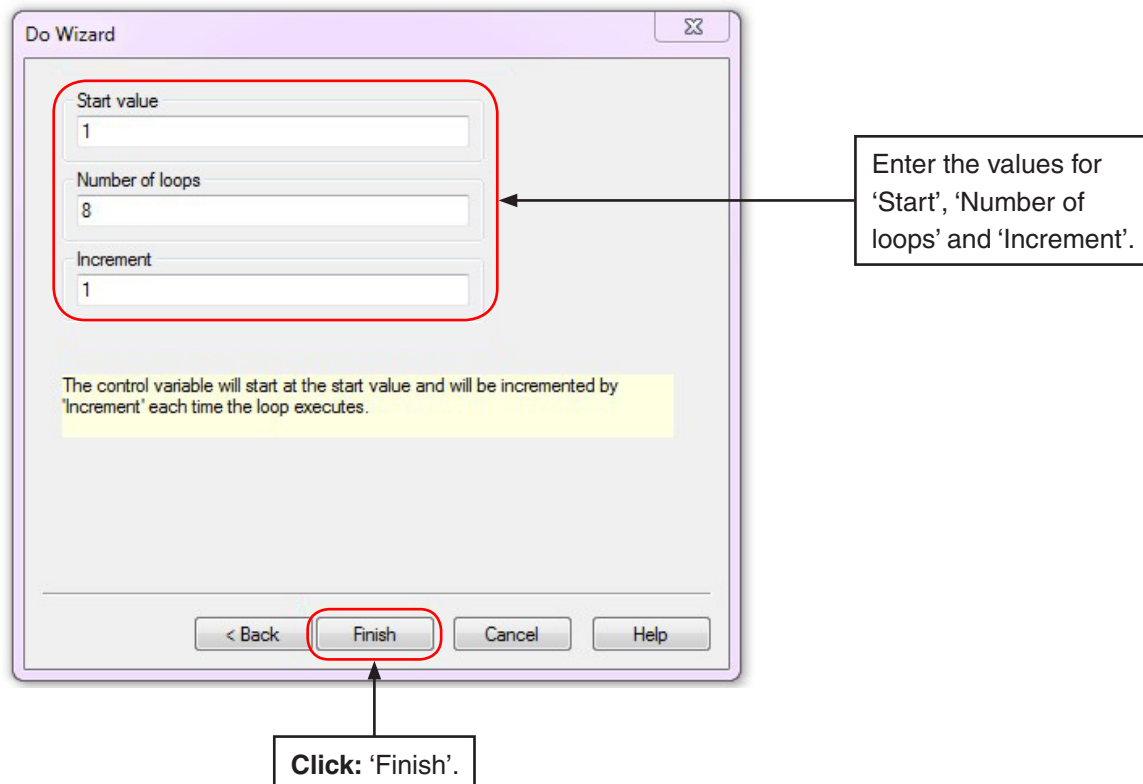 Do Wizard
Start value
1
Number of loops
8
Increment
1
Enter the values for
‘Start’, ‘Number of
loops’ and ‘Increment’.
The control variable will start at the start value and will be incremented by
'Increment' each time the loop executes.
< Back
Finish
Cancel
Help
Click: ‘Finish’.